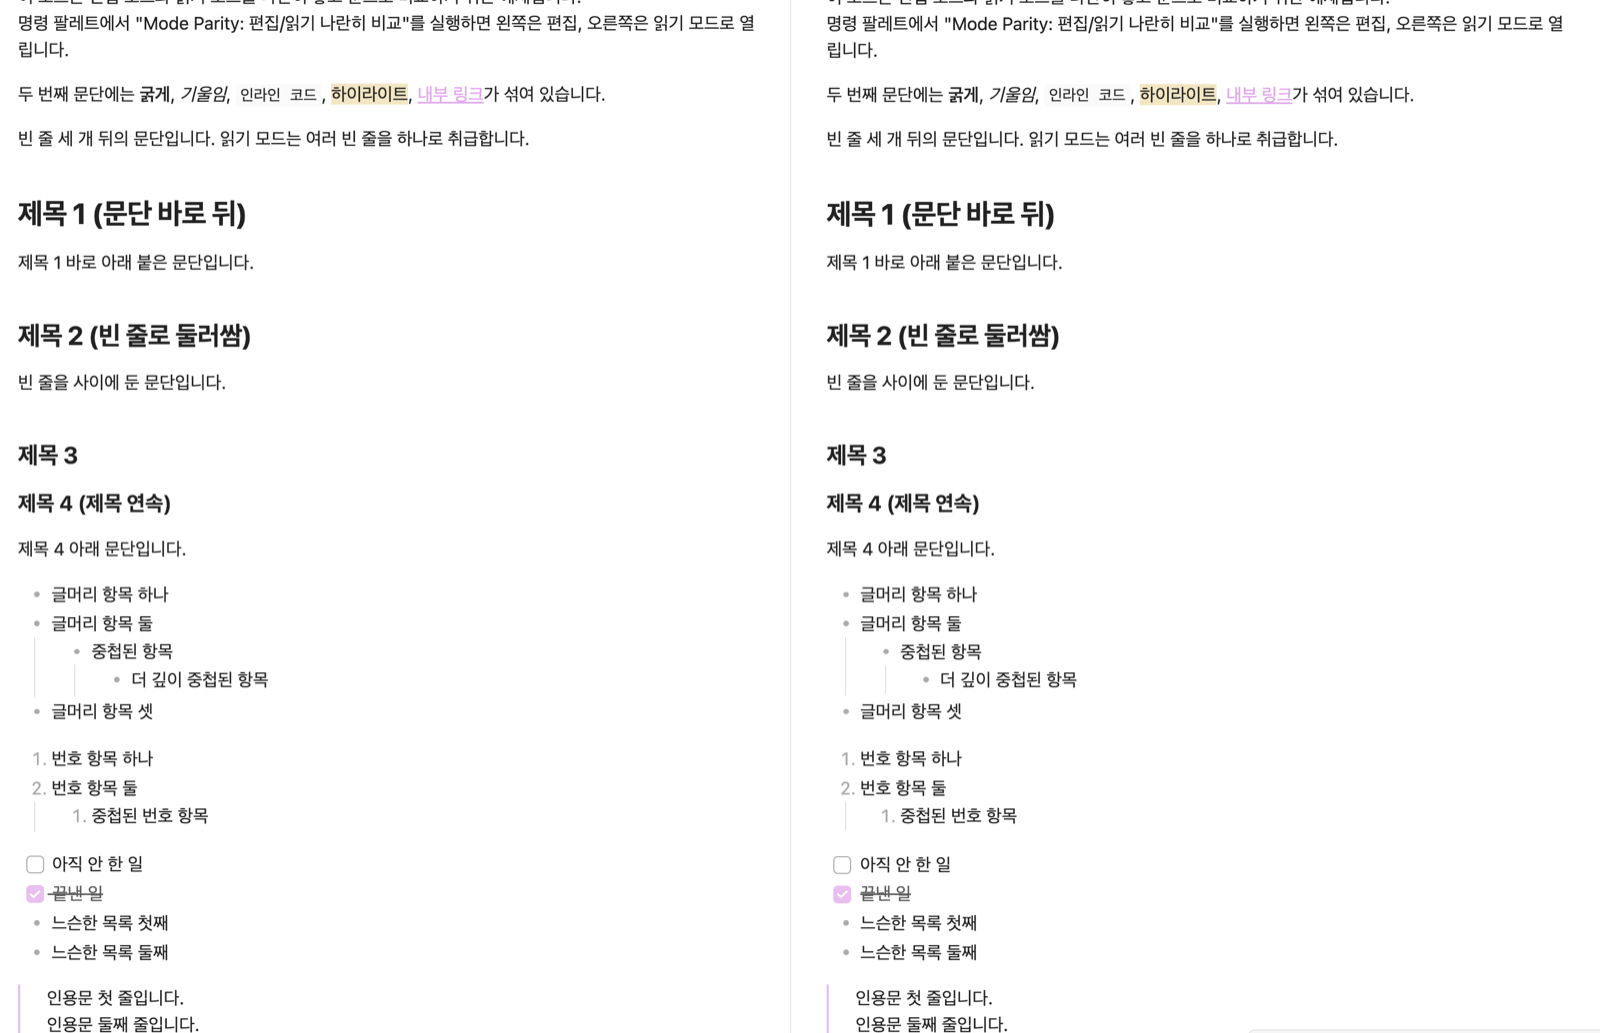 명령 팔레트에서 "Mode Parity: 편집/읽기 나란히 비교"를 실행하면 왼쪽은 편집, 오른쪽은 읽기 모드로 열
립니다.
두 번째 문단에는 굵게, 기울임, 인라인 코드, 하이라이트, 내부 링크가 섞여 있습니다.
빈 줄 세 개 뒤의 문단입니다. 읽기 모드는 여러 빈 줄을 하나로 취급합니다.
제목 1 (문단 바로 뒤)
제목 1 바로 아래 붙은 문단입니다.
제목 2 (빈 줄로 둘러쌈)
빈 줄을 사이에 둔 문단입니다.
제목 3
제목 4 (제목 연속)
제목 4 아래 문단입니다.
• 글머리 항목 하나
• 글머리 항목 둘
• 중첩된 항목
• 더 깊이 중첩된 항목
• 글머리 항목 셋
1. 번호 항목 하나
2. 번호 항목 둘
1. 중첩된 번호 항목
아직 안 한 일
끝낸 일
• 느슨한 목록 첫째
• 느슨한 목록 둘째
인용문 첫 줄입니다.
인용문 둘째 줄입니다.
명령 팔레트에서 "Mode Parity: 편집/읽기 나란히 비교"를 실행하면 왼쪽은 편집, 오른쪽은 읽기 모드로 열
립니다.
두 번째 문단에는 굵게, 기울임, 인라인 코드, 하이라이트, 내부 링크가 섞여 있습니다.
빈 줄 세 개 뒤의 문단입니다. 읽기 모드는 여러 빈 줄을 하나로 취급합니다.
제목 1 (문단 바로 뒤)
제목 1 바로 아래 붙은 문단입니다.
제목 2 (빈 줄로 둘러쌈)
빈 줄을 사이에 둔 문단입니다.
제목 3
제목 4 (제목 연속)
제목 4 아래 문단입니다.
• 글머리 항목 하나
• 글머리 항목 둘
• 중첩된 항목
• 더 깊이 중첩된 항목
• 글머리 항목 셋
1. 번호 항목 하나
2. 번호 항목 둘
1. 중첩된 번호 항목
아직 안 한 일
끝낸 일
• 느슨한 목록 첫째
• 느슨한 목록 둘째
인용문 첫 줄입니다.
인용문 둘째 줄입니다.